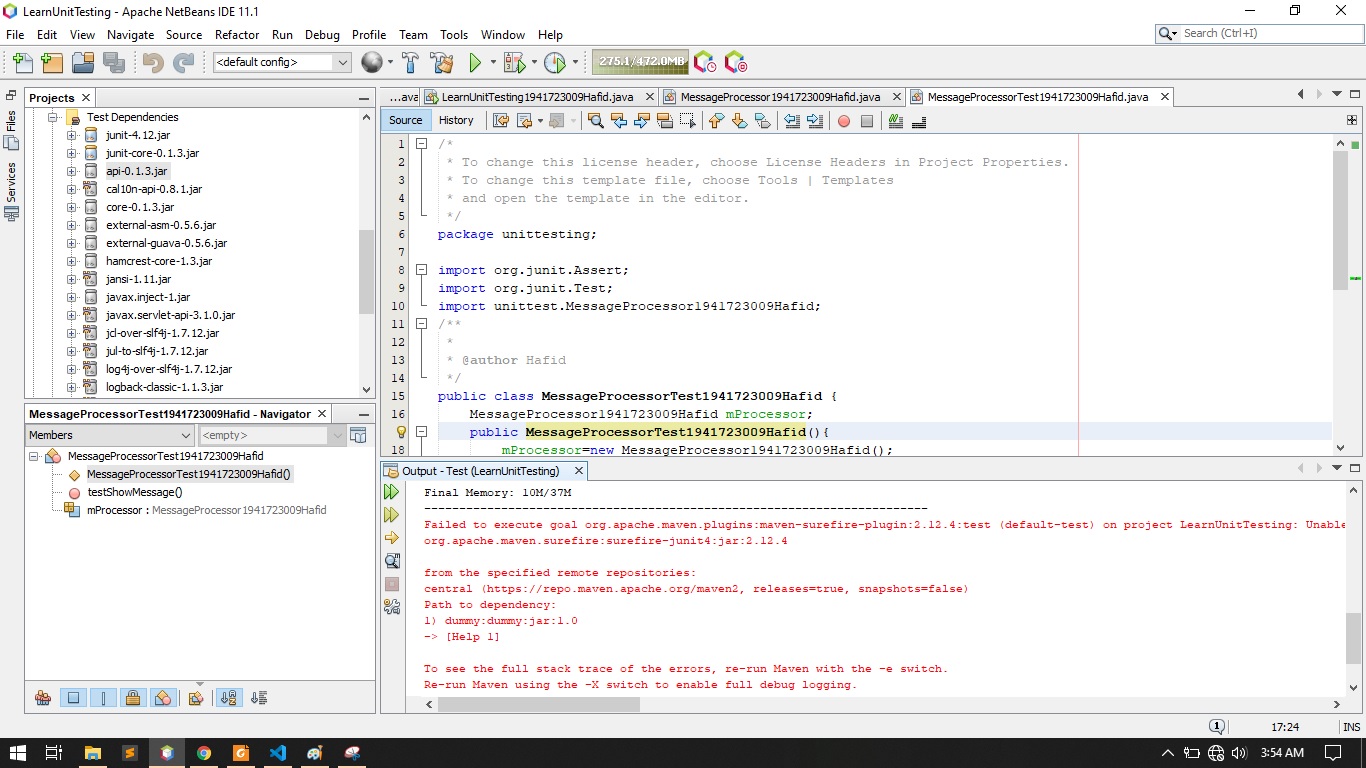 LearnUnitTesting - Apache NetBeans IDE 11.1
File Edit View Navigate Source Refactor Run Debug Profile Team Tools Window Help
Search (Ctrl+I)
<default config>
275.1/472.0MB
Projects
Files
Services
Test Dependencies
junit-4.12.jar
junit-core-0.1.3.jar
api-0.1.3.jar
cal10n-api-0.8.1.jar
core-0.1.3.jar
external-asm-0.5.6.jar
external-guava-0.5.6.jar
hamcrest-core-1.3.jar
jansi-1.11.jar
javax.inject-1.jar
javax.servlet-api-3.1.0.jar
jcl-over-slf4j-1.7.12.jar
jul-to-slf4j-1.7.12.jar
log4j-over-slf4j-1.7.12.jar
logback-classic-1.1.3.jar
MessageProcessorTest1941723009Hafid - Navigator
Members
<empty>
MessageProcessorTest1941723009Hafid
MessageProcessorTest1941723009Hafid()
testShowMessage()
mProcessor : MessageProcessor1941723009Hafid
...ava LearnUnitTesting1941723009Hafid.java MessageProcessor1941723009Hafid.java MessageProcessorTest1941723009Hafid.java
Source History
1 /*
2 * To change this license header, choose License Headers in Project Properties.
3 * To change this template file, choose Tools | Templates
4 * and open the template in the editor.
5 */
6 package unittesting;
7
8 import org.junit.Assert;
9 import org.junit.Test;
10 import unittest.MessageProcessor1941723009Hafid;
11 /**
12 *
13 * @author Hafid
14 */
15 public class MessageProcessorTest1941723009Hafid {
16 MessageProcessor1941723009Hafid mProcessor;
public MessageProcessorTest1941723009Hafid(){
18 mProcessor=new MessageProcessor1941723009Hafid();
Output - Test (LearnUnitTesting)
Final Memory: 10M/37M
------------------------------------------------------------------------
Failed to execute goal org.apache.maven.plugins:maven-surefire-plugin:2.12.4:test (default-test) on project LearnUnitTesting: Unable
org.apache.maven.surefire:surefire-junit4:jar:2.12.4
from the specified remote repositories:
central (https://repo.maven.apache.org/maven2, releases=true, snapshots=false)
Path to dependency:
1) dummy:dummy:jar:1.0
-> [Help 1]
To see the full stack trace of the errors, re-run Maven with the -e switch.
Re-run Maven using the -X switch to enable full debug logging.
1
17:24
INS
3:54 AM